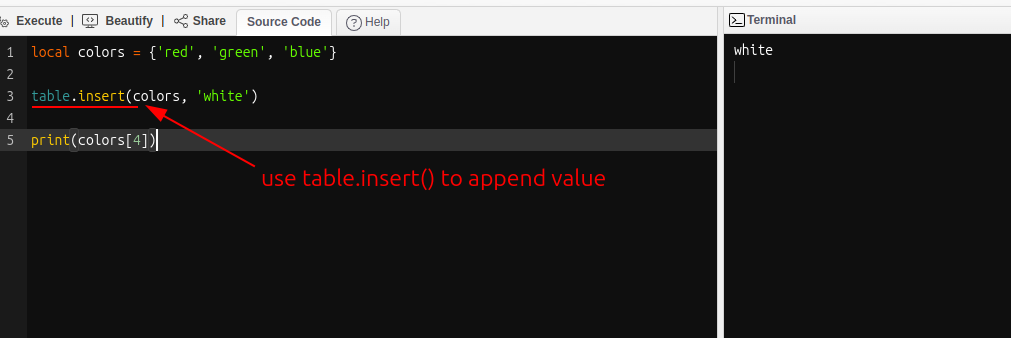 Execute | Beautify | Share Source Code Help
Terminal
1 local colors = {'red', 'green', 'blue'}
2
3 table.insert(colors, 'white')
4
5 print(colors[4])
use table.insert() to append value
white